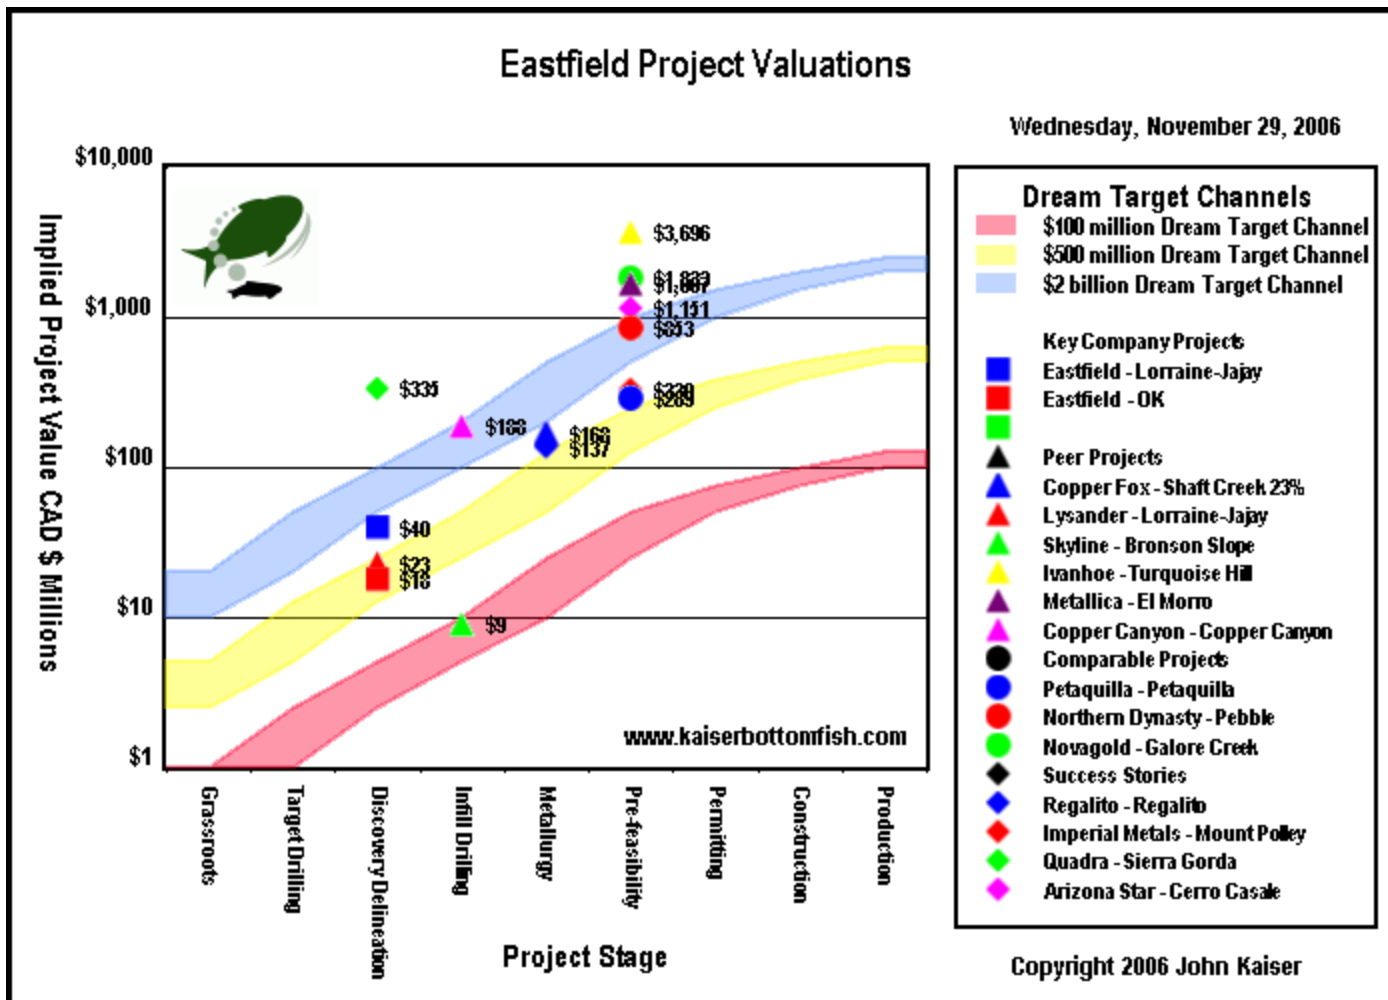 Eastfield Project Valuations
Wednesday, November 29, 2006
Implied Project Value CAD $ Millions
$10,000
$1,000
$100
$10
$1
$3,696
$1,151
$853
$335
$188
$166
$137
$289
$40
$23
$18
$9
www.kaiserbottomfish.com
Grassroots
Target Drilling
Discovery Delineation
Infill Drilling
Metallurgy
Pre-feasibility
Permitting
Construction
Production
Project Stage
Dream Target Channels
$100 million Dream Target Channel
$500 million Dream Target Channel
$2 billion Dream Target Channel
Key Company Projects
Eastfield - Lorraine-Jajay
Eastfield - OK
Peer Projects
Copper Fox - Shaft Creek 23%
Lysander - Lorraine-Jajay
Skyline - Bronson Slope
Ivanhoe - Turquoise Hill
Metallica - El Morro
Copper Canyon - Copper Canyon
Comparable Projects
Petaquilla - Petaquilla
Northern Dynasty - Pebble
Novagold - Galore Creek
Success Stories
Regalito - Regalito
Imperial Metals - Mount Polley
Quadra - Sierra Gorda
Arizona Star - Cerro Casale
Copyright 2006 John Kaiser